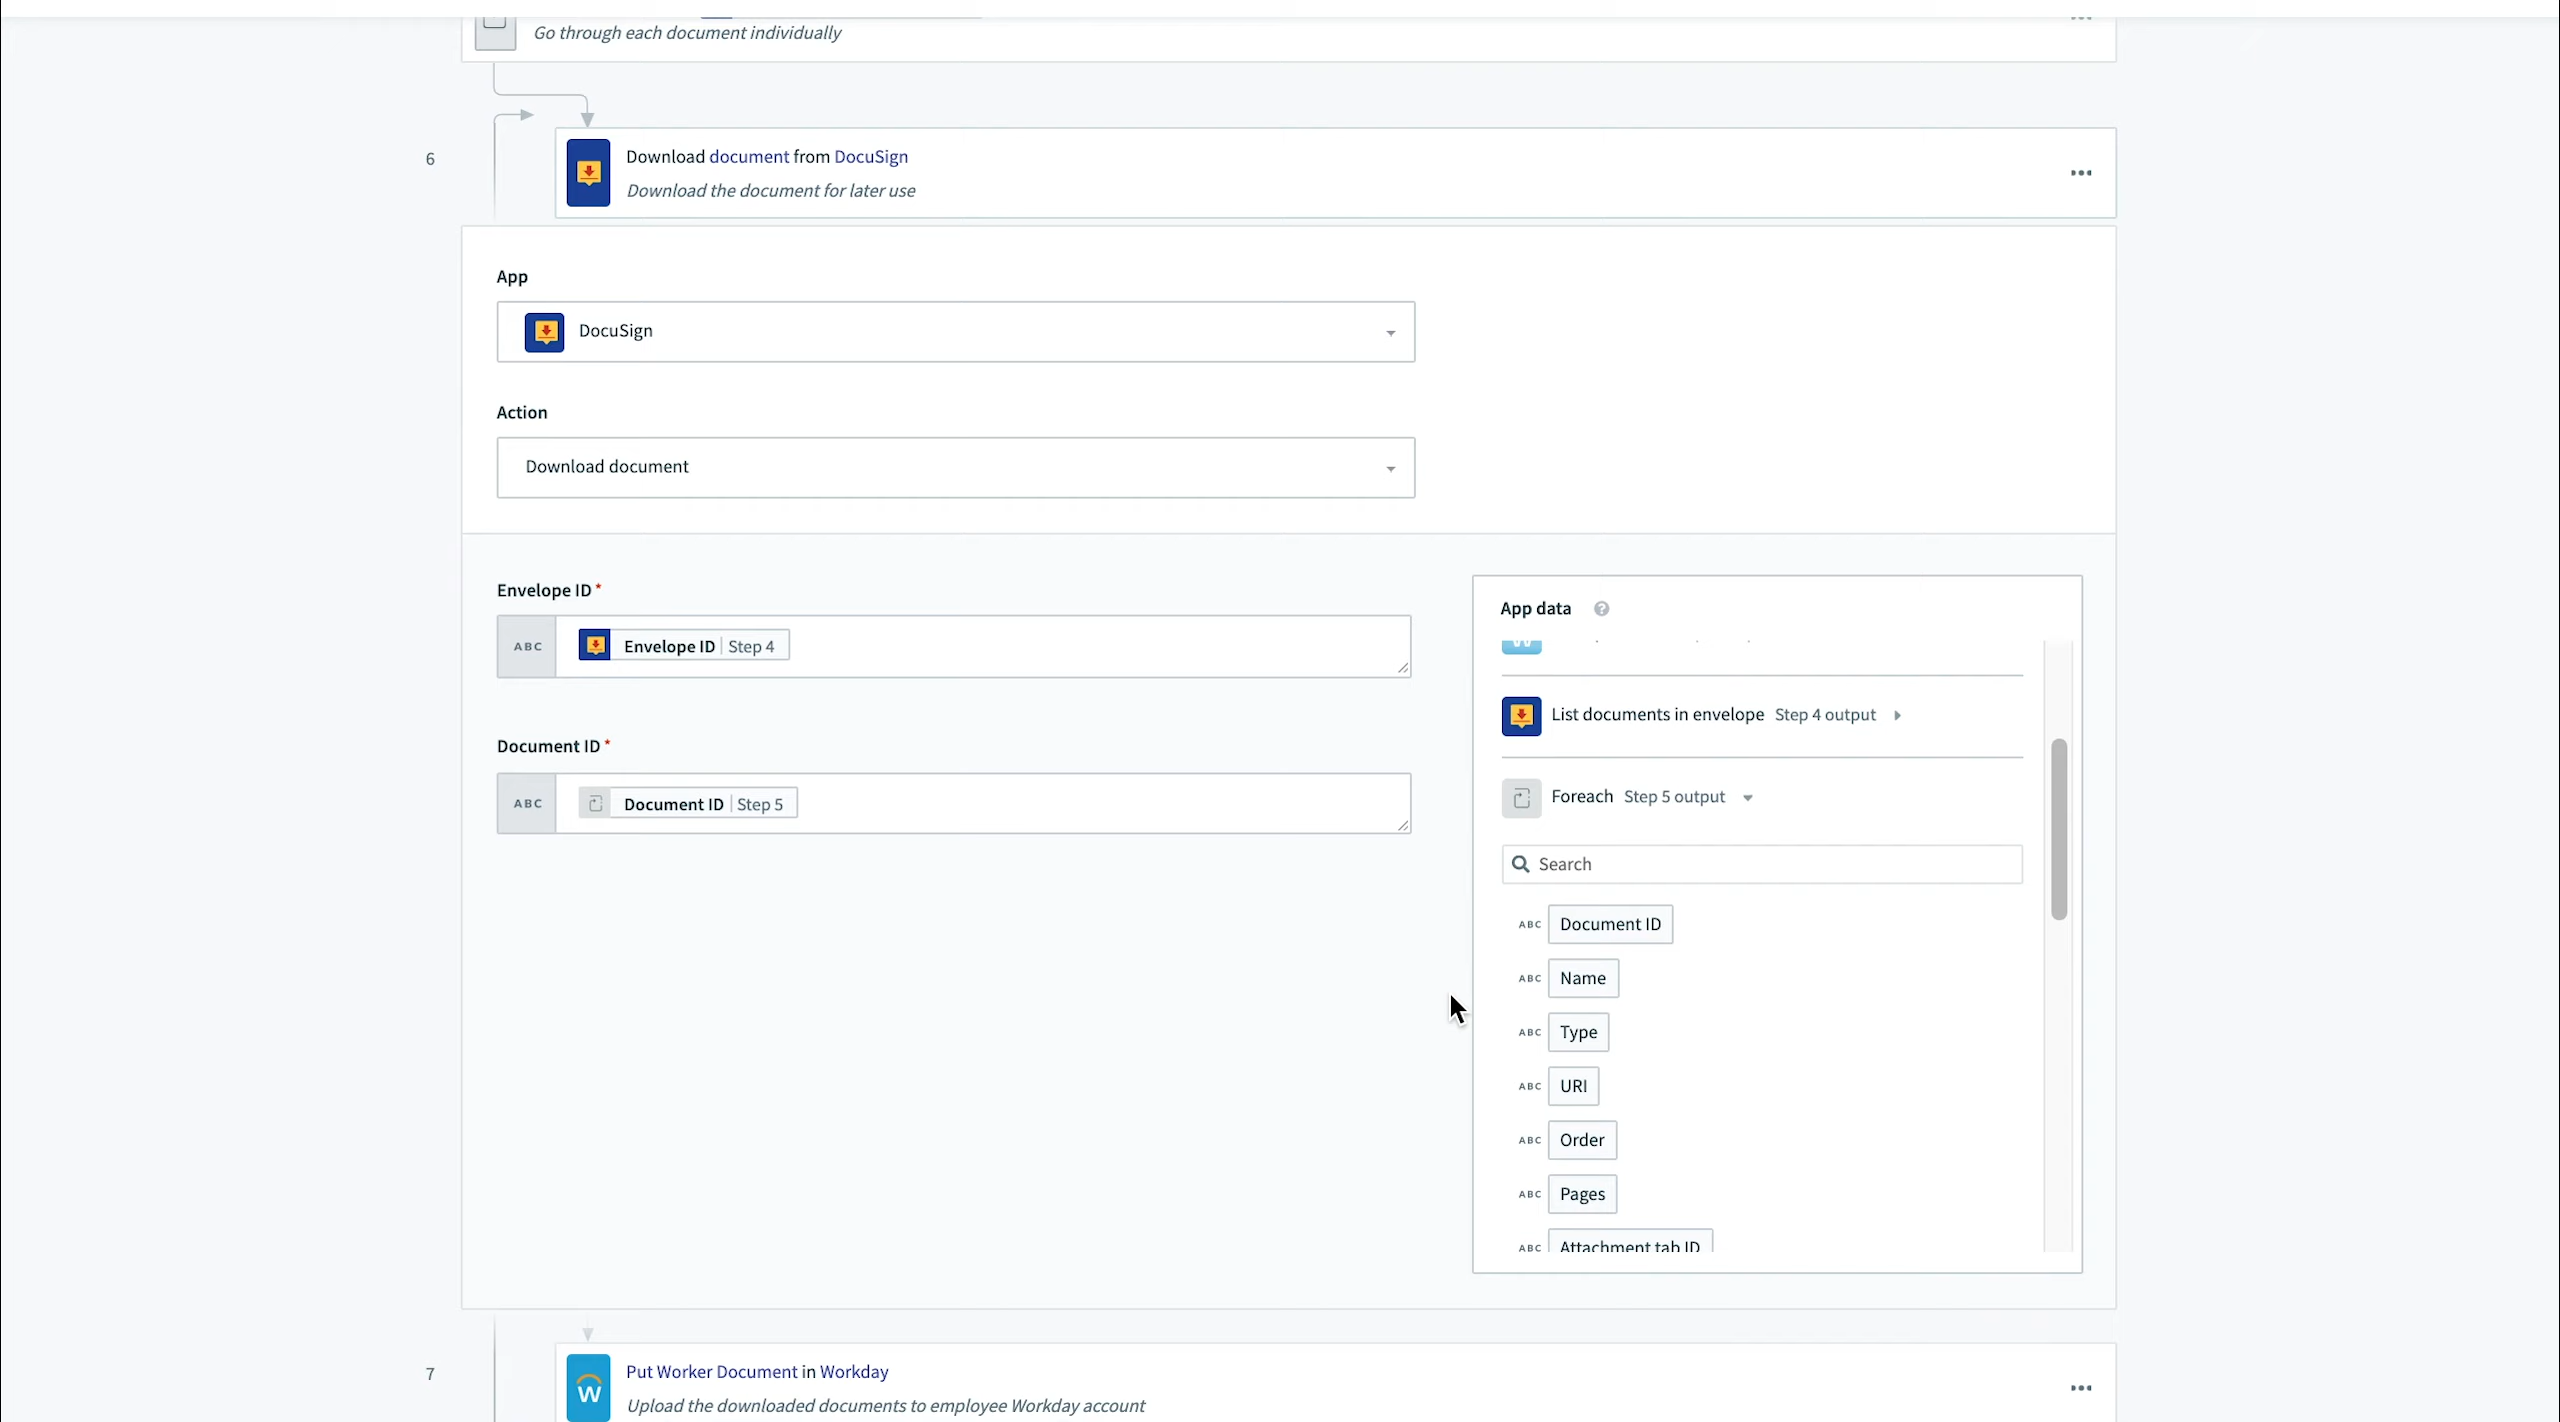 Go through each document individually
6
Download document from DocuSign
Download the document for later use
App
DocuSign
Action
Download document
Envelope ID *
ABC Envelope ID Step 4
Document ID *
ABC Document ID Step 5
App data ?
List documents in envelope Step 4 output
Foreach Step 5 output
Search
ABC Document ID
ABC Name
ABC Type
ABC URI
ABC Order
ABC Pages
ABC Attachment tab ID
7
Put Worker Document in Workday
Upload the downloaded documents to employee Workday account